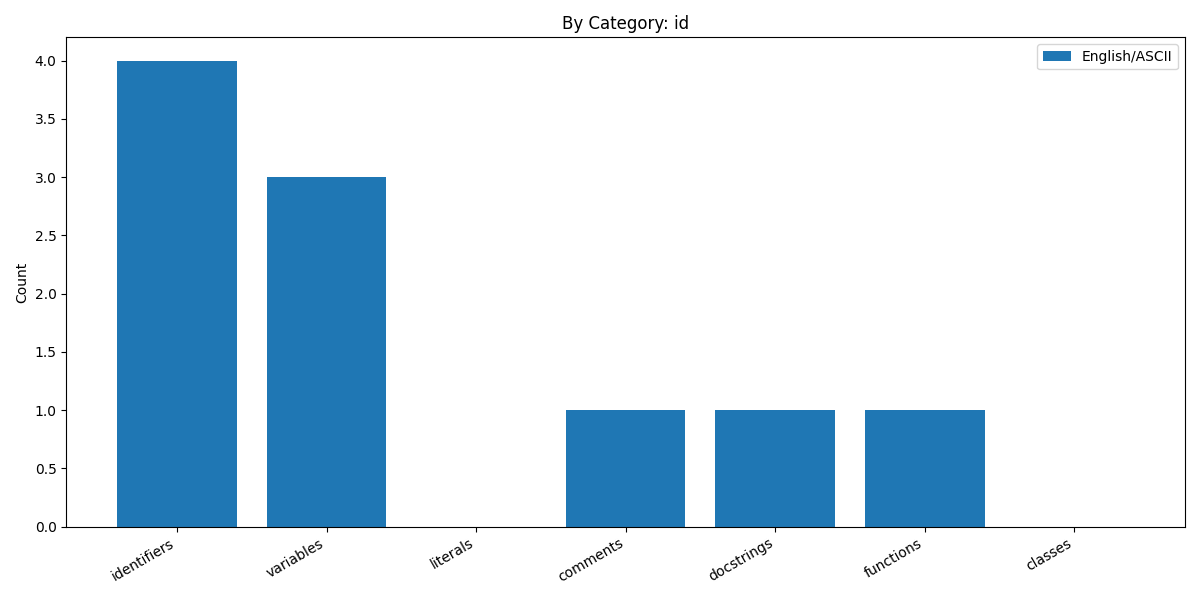 By Category: id
English/ASCII
Count
4.0
3.5
3.0
2.5
2.0
1.5
1.0
0.5
0.0
identifiers
variables
literals
comments
docstrings
functions
classes